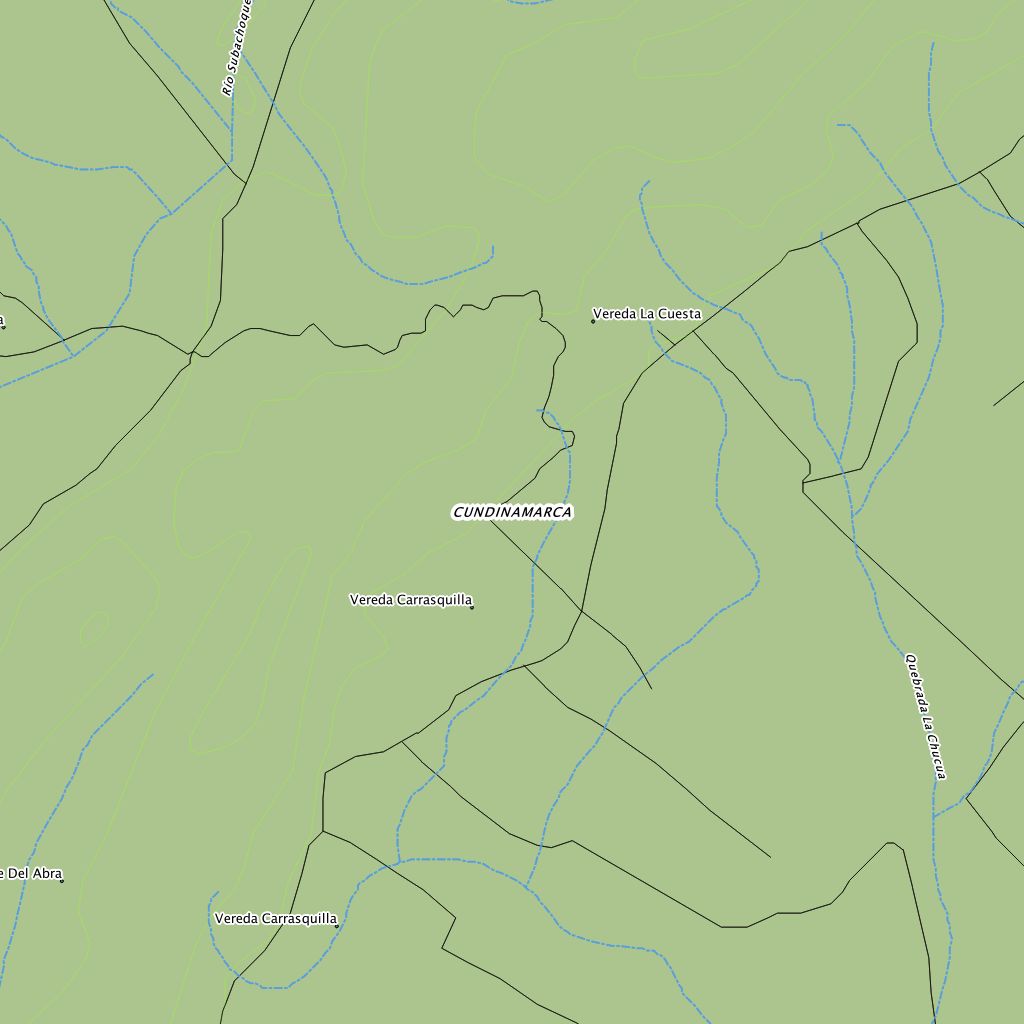 Río Subachoque
Vereda La Cuesta
a
CUNDINAMARCA
Vereda Carrasquilla
Quebrada La Chucua
e Del Abra
Vereda Carrasquilla